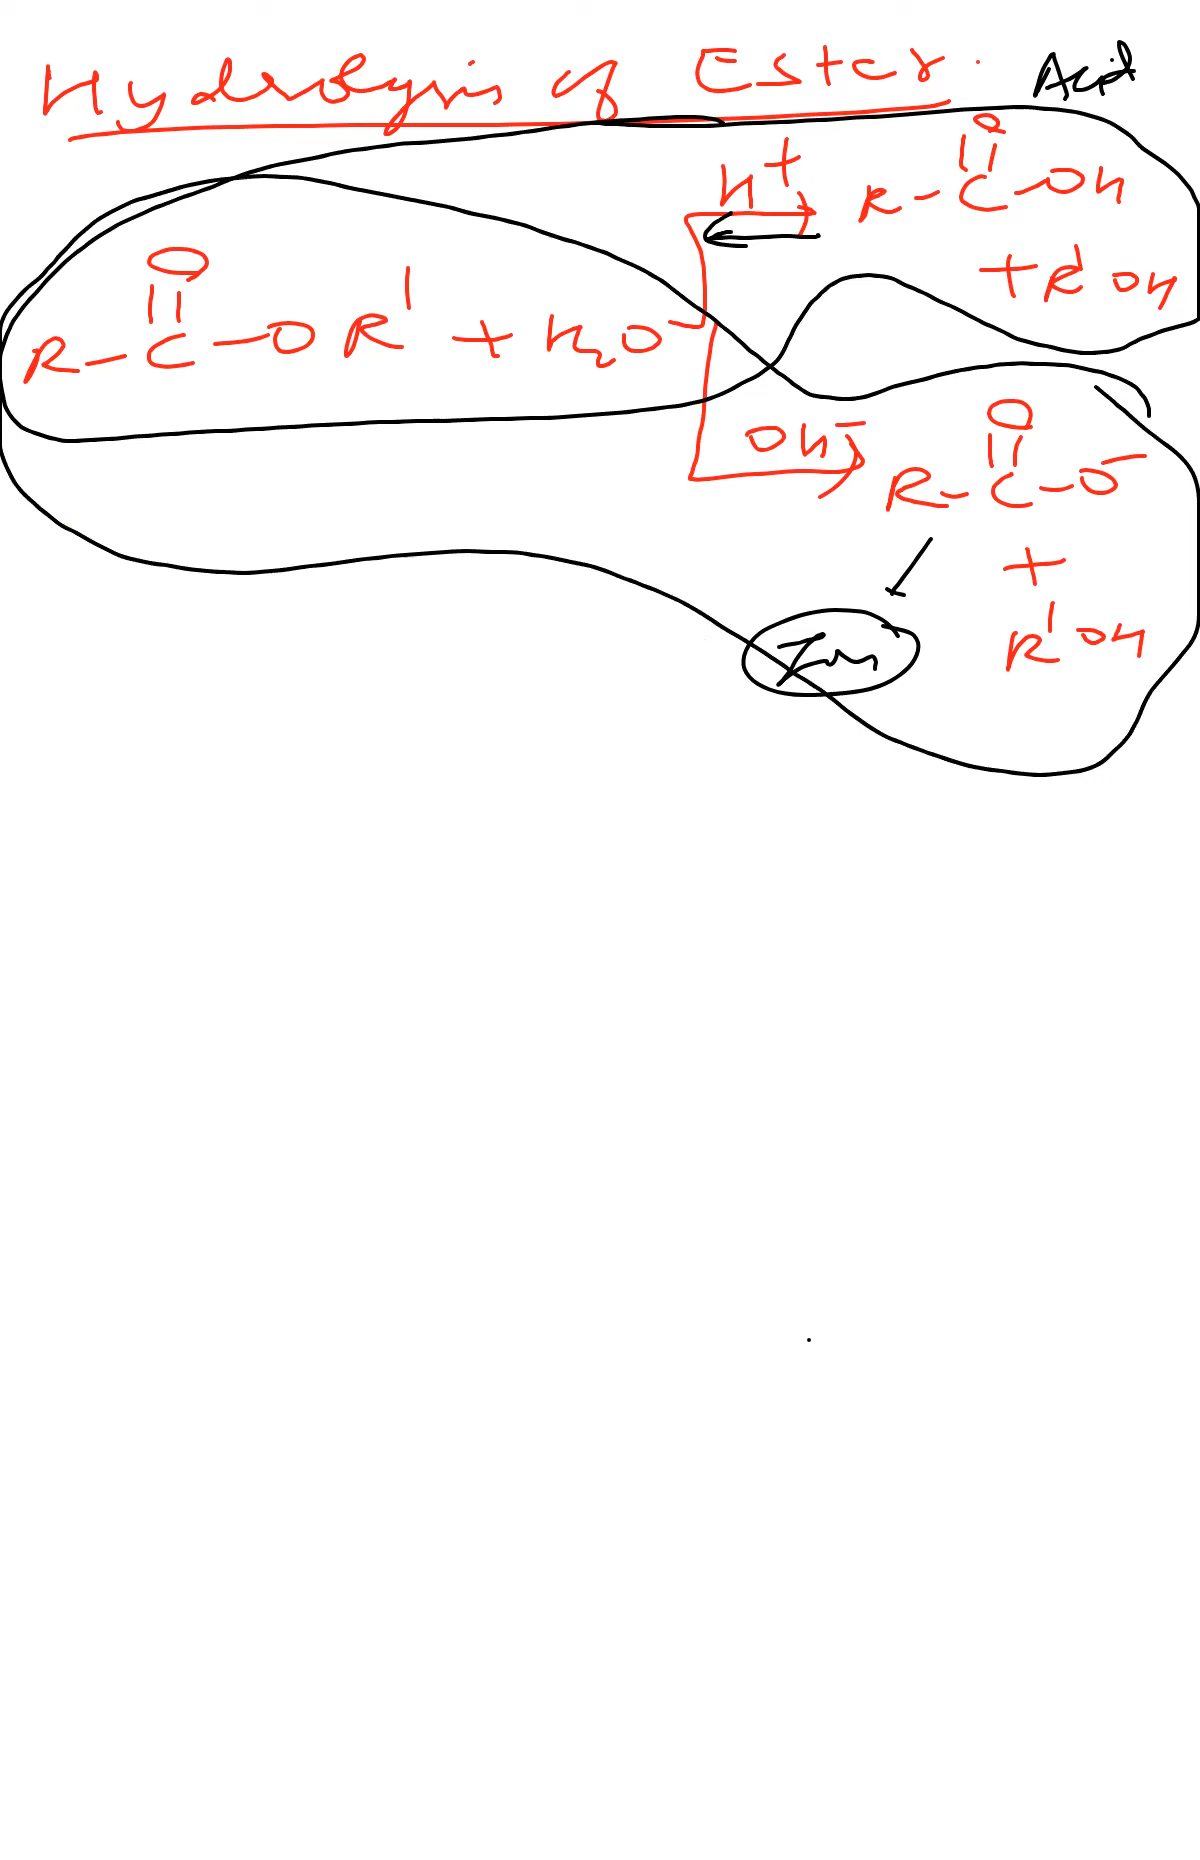 Hydrolysis of Ester. Acid
R-C(=O)-OR' + H2O
H+ R-C(=O)-OH
+ R'OH
OH- R-C(=O)-O-
+
R'OH